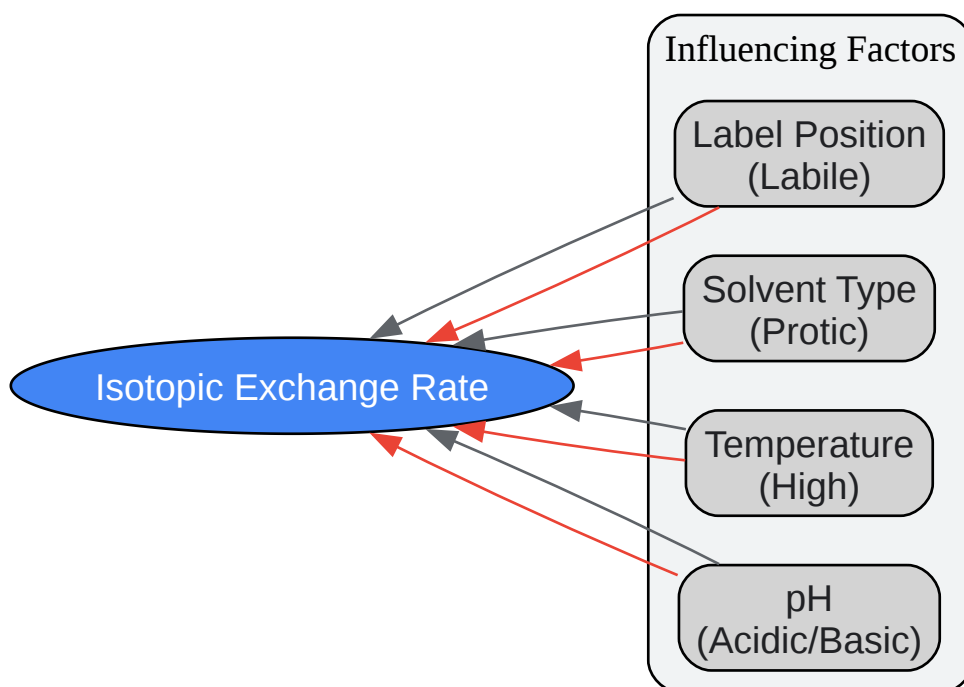 Influencing Factors
Label Position
(Labile)
Solvent Type
(Protic)
Isotopic Exchange Rate
Temperature
(High)
pH
(Acidic/Basic)